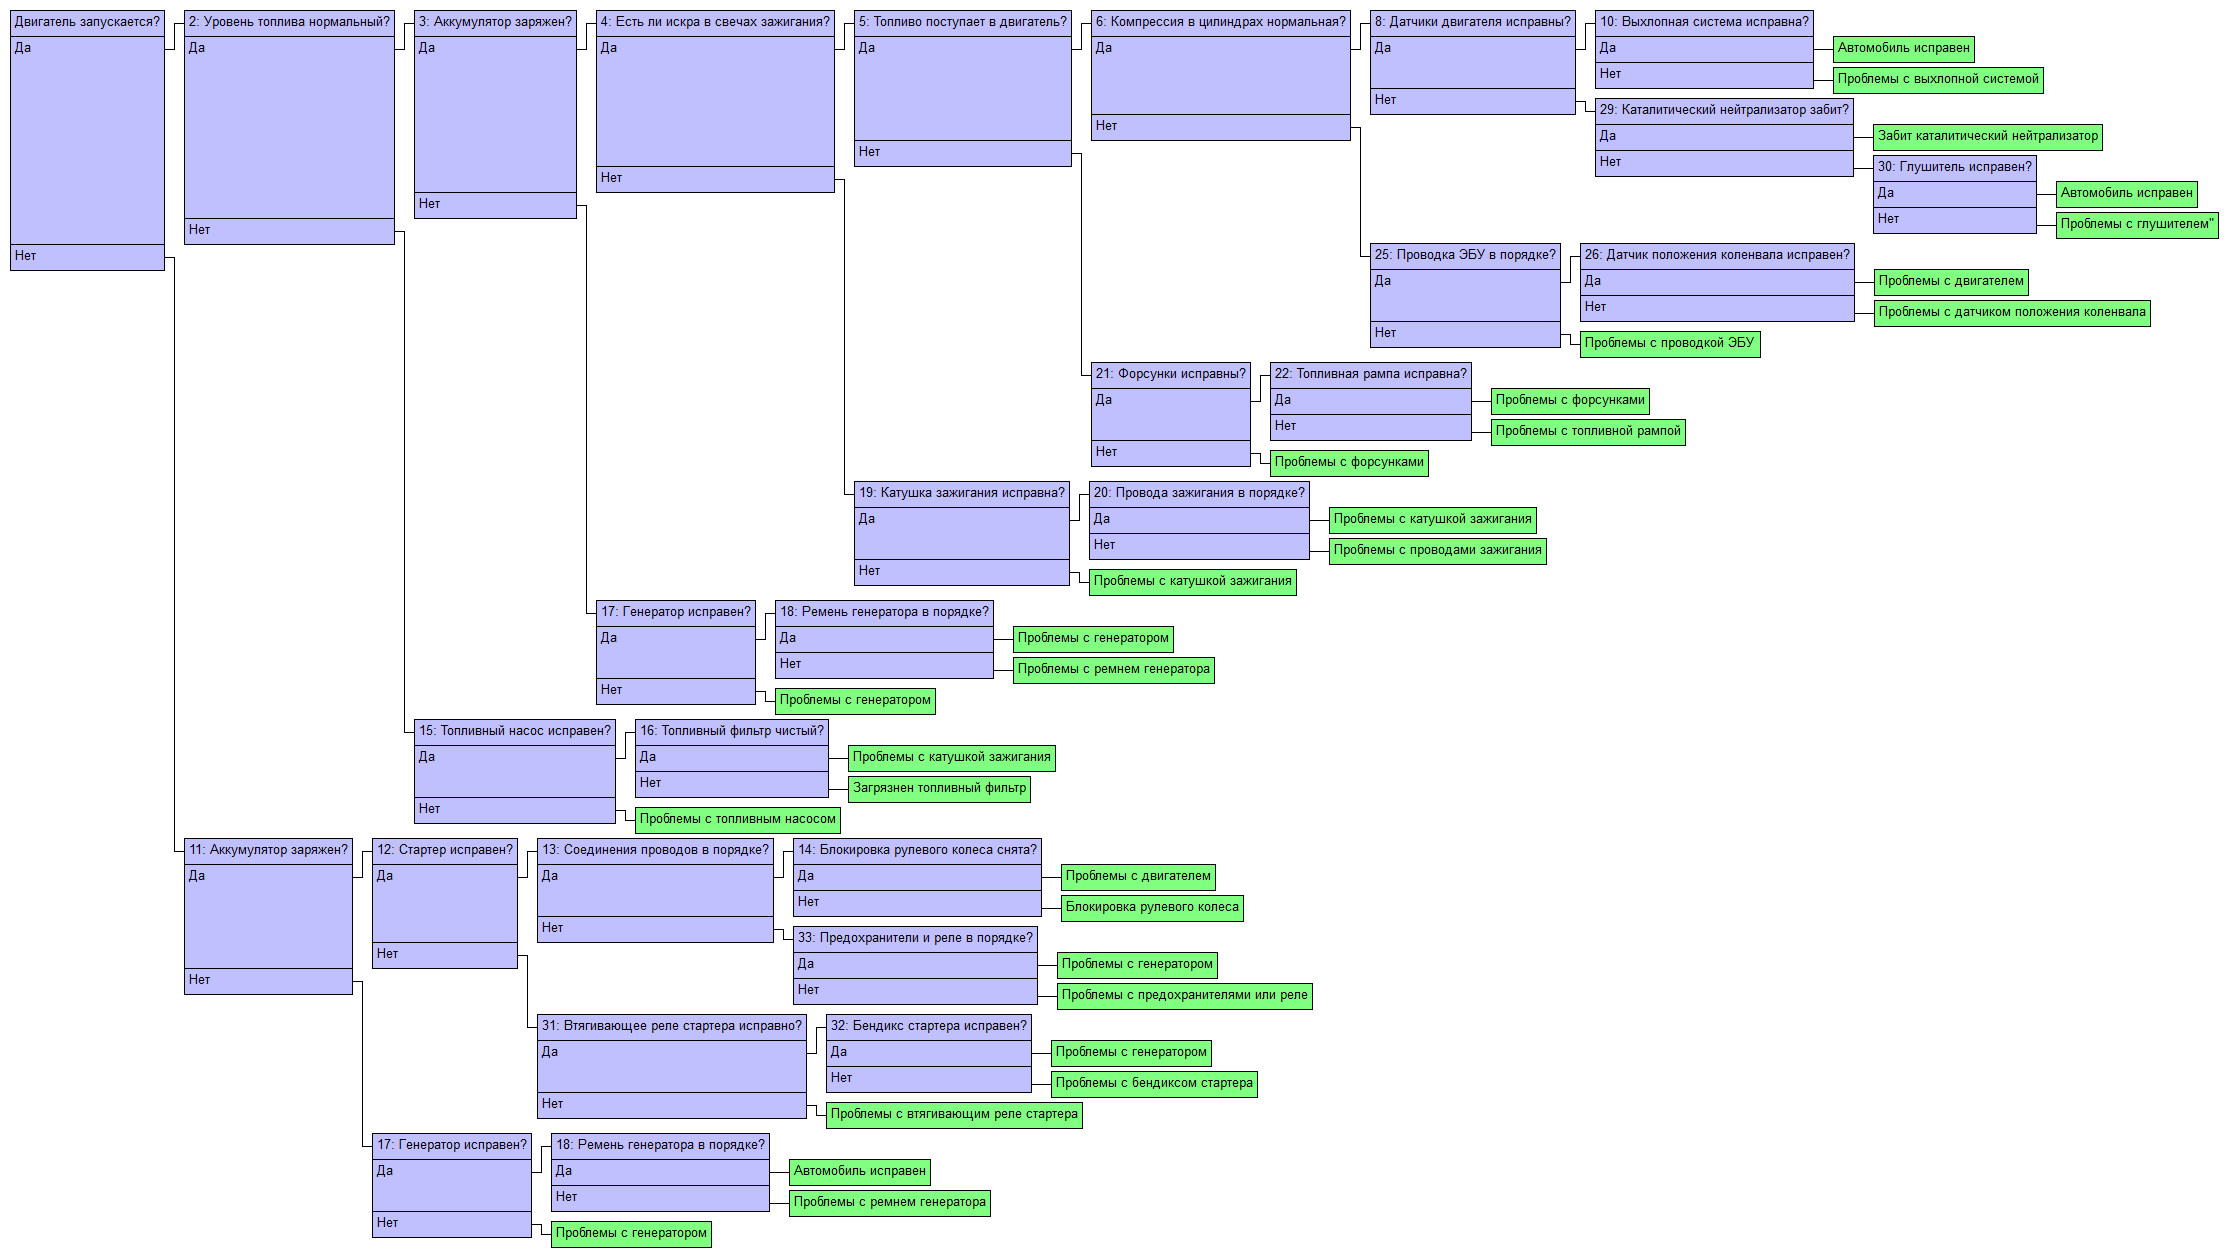 Двигатель запускается?
Да
Нет
2: Уровень топлива нормальный?
Да
Нет
3: Аккумулятор заряжен?
Да
Нет
4: Есть ли искра в свечах зажигания?
Да
Нет
5: Топливо поступает в двигатель?
Да
Нет
6: Компрессия в цилиндрах нормальная?
Да
Нет
8: Датчики двигателя исправны?
Да
Нет
10: Выхлопная система исправна?
Да
Нет
Автомобиль исправен
Проблемы с выхлопной системой
29: Каталитический нейтрализатор забит?
Да
Нет
Забит каталитический нейтрализатор
30: Глушитель исправен?
Да
Нет
Автомобиль исправен
Проблемы с глушителем"
25: Проводка ЭБУ в порядке?
Да
Нет
26: Датчик положения коленвала исправен?
Да
Нет
Проблемы с двигателем
Проблемы с датчиком положения коленвала
Проблемы с проводкой ЭБУ
21: Форсунки исправны?
Да
Нет
22: Топливная рампа исправна?
Да
Нет
Проблемы с форсунками
Проблемы с топливной рампой
Проблемы с форсунками
19: Катушка зажигания исправна?
Да
Нет
20: Провода зажигания в порядке?
Да
Нет
Проблемы с катушкой зажигания
Проблемы с проводами зажигания
Проблемы с катушкой зажигания
17: Генератор исправен?
Да
Нет
18: Ремень генератора в порядке?
Да
Нет
Проблемы с генератором
Проблемы с ремнем генератора
Проблемы с генератором
15: Топливный насос исправен?
Да
Нет
16: Топливный фильтр чистый?
Да
Нет
Проблемы с катушкой зажигания
Загрязнен топливный фильтр
Проблемы с топливным насосом
11: Аккумулятор заряжен?
Да
Нет
12: Стартер исправен?
Да
Нет
13: Соединения проводов в порядке?
Да
Нет
14: Блокировка рулевого колеса снята?
Да
Нет
Проблемы с двигателем
Блокировка рулевого колеса
33: Предохранители и реле в порядке?
Да
Нет
Проблемы с генератором
Проблемы с предохранителями или реле
31: Втягивающее реле стартера исправно?
Да
Нет
32: Бендикс стартера исправен?
Да
Нет
Проблемы с генератором
Проблемы с бендиксом стартера
Проблемы с втягивающим реле стартера
17: Генератор исправен?
Да
Нет
18: Ремень генератора в порядке?
Да
Нет
Автомобиль исправен
Проблемы с ремнем генератора
Проблемы с генератором